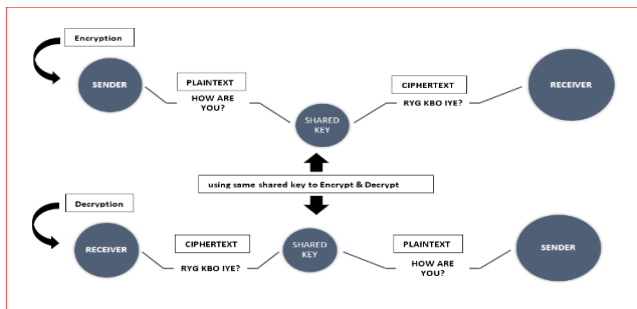 Encryption
SENDER
PLAINTEXT
HOW ARE
YOU?
SHARED
KEY
CIPHERTEXT
RYG KBO IYE?
RECEIVER
using same shared key to Encrypt & Decrypt
Decryption
RECEIVER
CIPHERTEXT
RYG KBO IYE?
SHARED
KEY
PLAINTEXT
HOW ARE
YOU?
SENDER